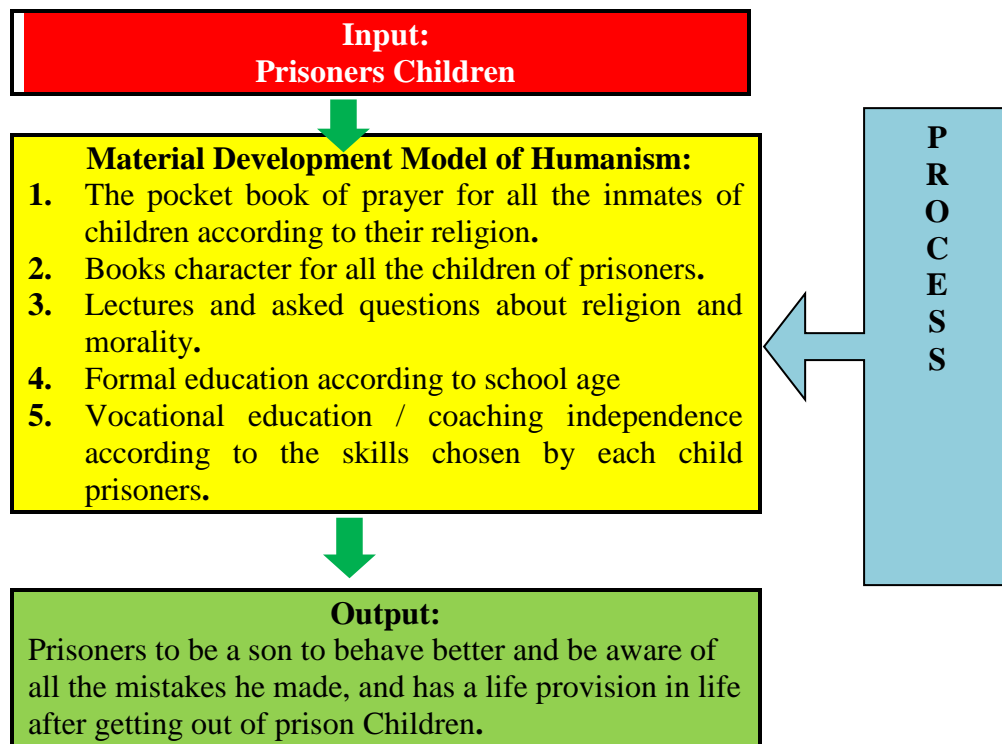 Input:
Prisoners Children
Material Development Model of Humanism:
1. The pocket book of prayer for all the inmates of
children according to their religion.
2. Books character for all the children of prisoners.
3. Lectures and asked questions about religion and
morality.
4. Formal education according to school age
5. Vocational education / coaching independence
according to the skills chosen by each child
prisoners.
P
R
O
C
E
S
S
Output:
Prisoners to be a son to behave better and be aware of
all the mistakes he made, and has a life provision in life
after getting out of prison Children.